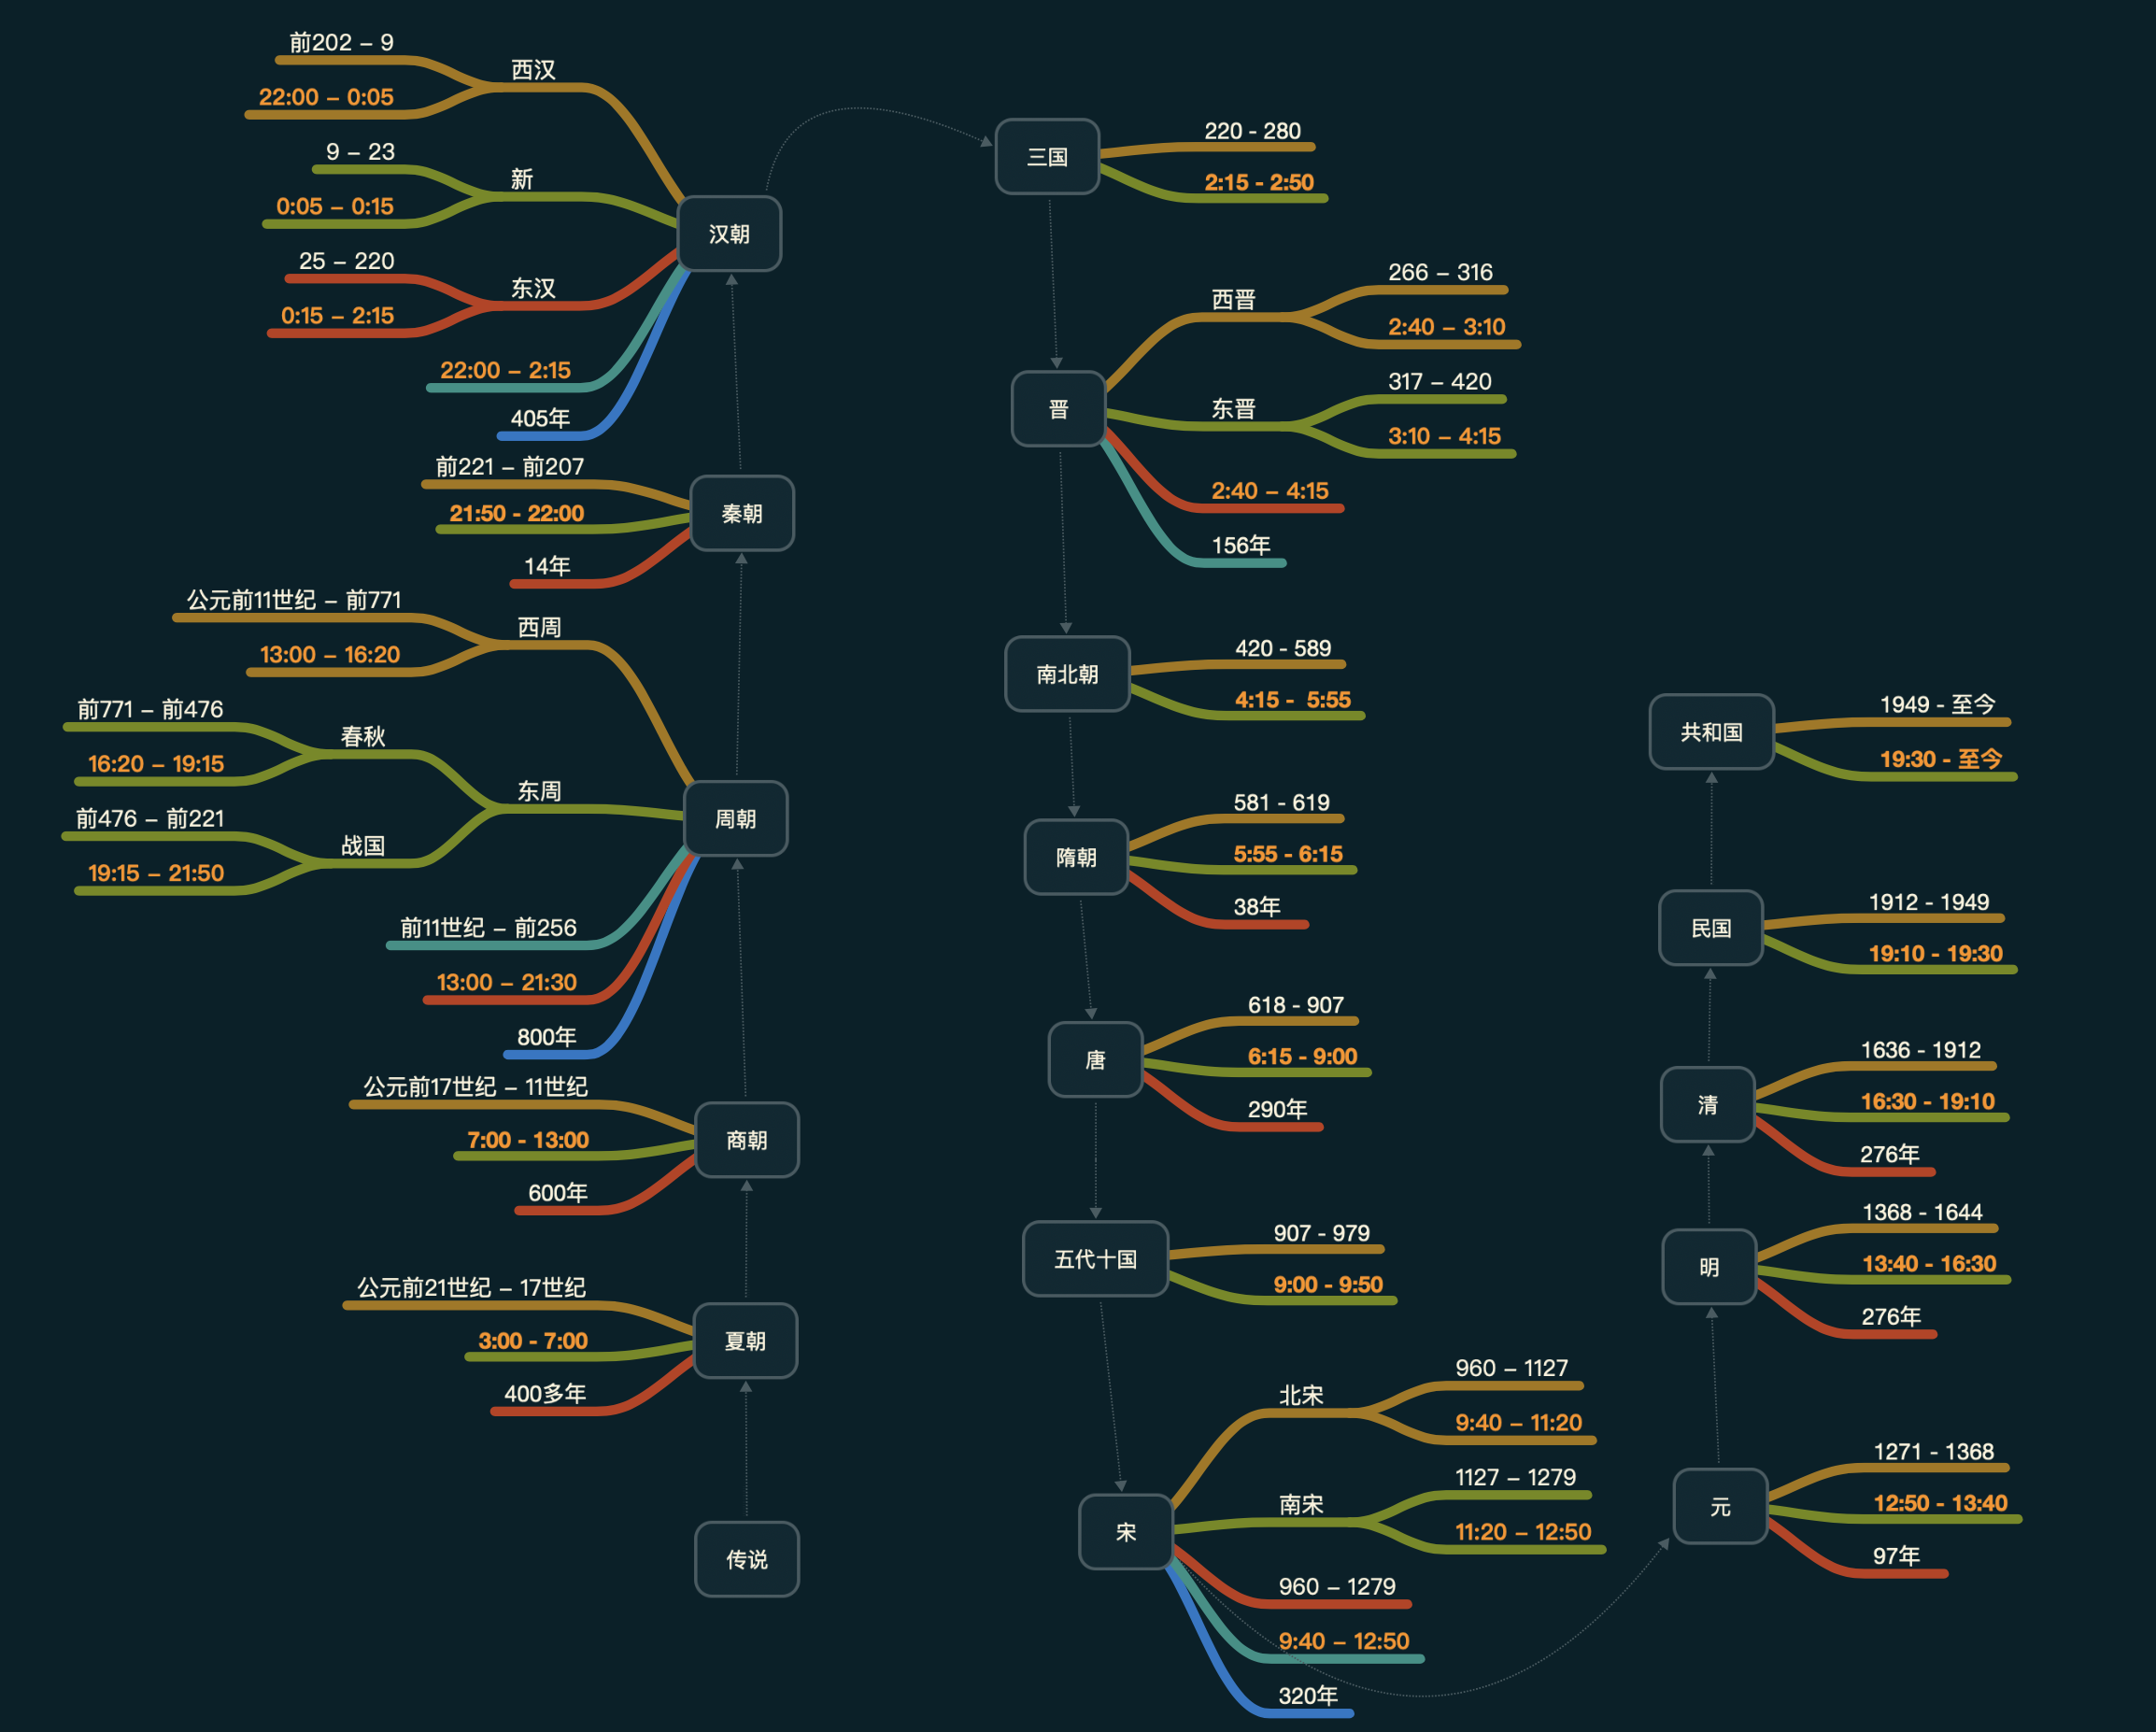 前202 – 9
西汉
22:00 – 0:05
9 – 23
新
0:05 – 0:15
汉朝
25 – 220
东汉
0:15 – 2:15
22:00 – 2:15
405年
前221 – 前207
21:50 - 22:00
秦朝
14年
公元前11世纪 – 前771
西周
13:00 – 16:20
前771 – 前476
春秋
16:20 – 19:15
东周
周朝
前476 – 前221
战国
19:15 – 21:50
前11世纪 – 前256
13:00 – 21:30
800年
公元前17世纪 – 11世纪
7:00 - 13:00
商朝
600年
公元前21世纪 – 17世纪
3:00 - 7:00
夏朝
400多年
传说
三国
220 - 280
2:15 - 2:50
266 – 316
西晋
2:40 – 3:10
晋
317 – 420
东晋
3:10 – 4:15
2:40 – 4:15
156年
南北朝
420 - 589
4:15 -  5:55
581 - 619
隋朝
5:55 - 6:15
38年
618 - 907
唐
6:15 - 9:00
290年
五代十国
907 - 979
9:00 - 9:50
960 – 1127
北宋
9:40 – 11:20
1127 – 1279
南宋
11:20 – 12:50
宋
960 – 1279
9:40 – 12:50
320年
共和国
1949 - 至今
19:30 - 至今
民国
1912 - 1949
19:10 - 19:30
1636 - 1912
清
16:30 - 19:10
276年
1368 - 1644
明
13:40 - 16:30
276年
1271 - 1368
元
12:50 - 13:40
97年